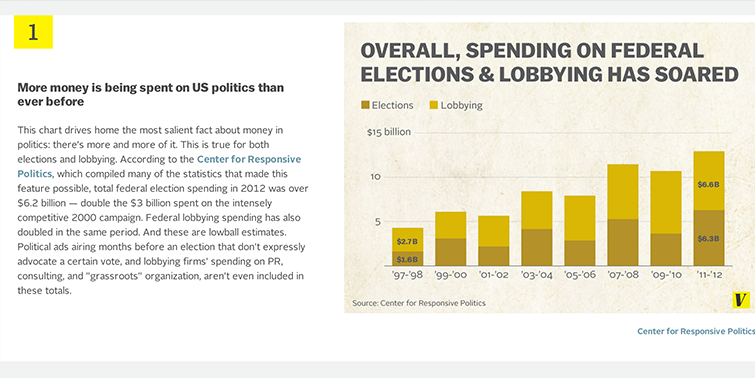 1
More money is being spent on US politics than
ever before
This chart drives home the most salient fact about money in
politics: there's more and more of it. This is true for both
elections and lobbying. According to the Center for Responsive
Politics, which compiled many of the statistics that made this
feature possible, total federal election spending in 2012 was over
$6.2 billion — double the $3 billion spent on the intensely
competitive 2000 campaign. Federal lobbying spending has also
doubled in the same period. And these are lowball estimates.
Political ads airing months before an election that don't expressly
advocate a certain vote, and lobbying firms' spending on PR,
consulting, and "grassroots" organization, aren't even included in
these totals.
OVERALL, SPENDING ON FEDERAL
ELECTIONS & LOBBYING HAS SOARED
Elections Lobbying
$15 billion
10
5
$2.7B
$1.6B
$6.6B
$6.3B
'97-'98 '99-'00 '01-'02 '03-'04 '05-'06 '07-'08 '09-'10 '11-'12
Source: Center for Responsive Politics
V
Center for Responsive Politics